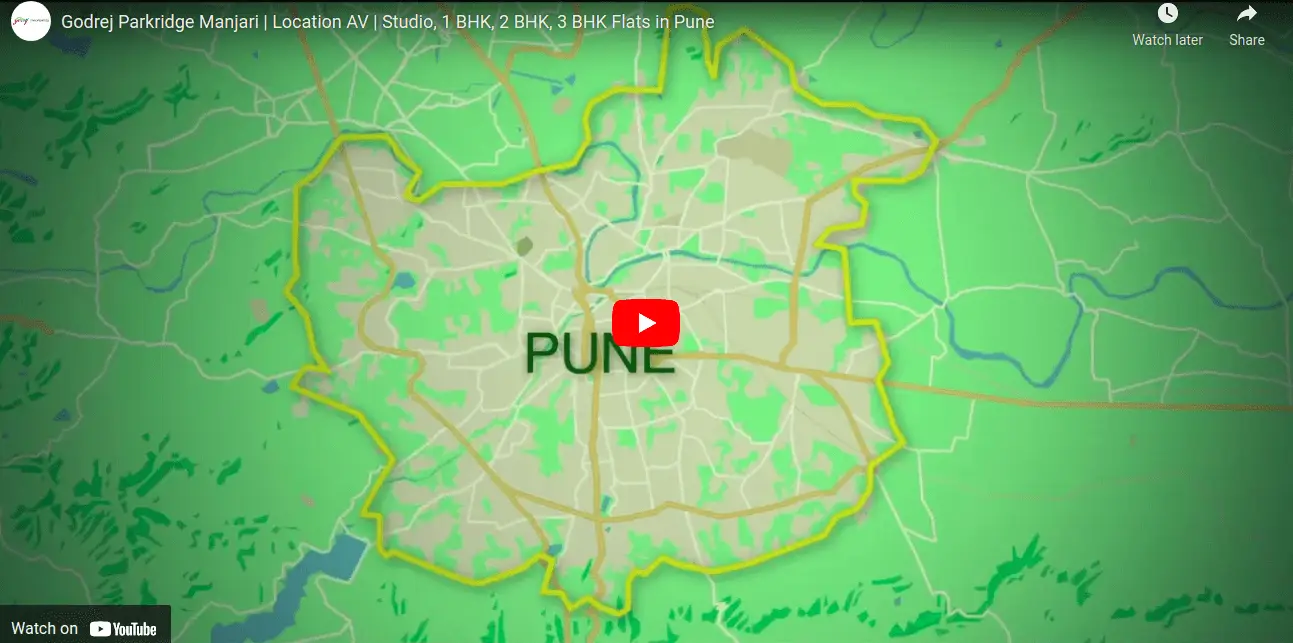 Godrej Parkridge Manjari | Location AV | Studio, 1 BHK, 2 BHK, 3 BHK Flats in Pune
Watch later
Share
PUNE
Watch on YouTube